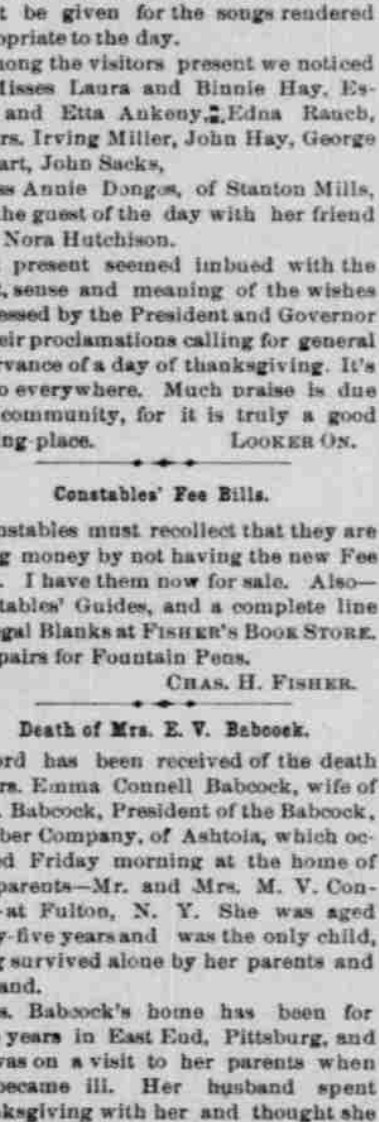 t be given for the songs rendered
opriate to the day.
mong the visitors present we noticed
Misses Laura and Binnie Hay, Es-
and Etta Ankeny, Edna Rauch,
rs. Irving Miller, John Hay, George
art, John Sacks,
ss Annie Dongos, of Stanton Mills,
the guest of the day with her friend
Nora Hutchison.
present seemed imbued with the
t, sense and meaning of the wishes
essed by the President and Governor
eir proclamations calling for general
rvance of a day of thanksgiving. It's
o everywhere. Much praise is due
community, for it is truly a good
ing-place. LOOKER ON.
Constables' Fee Bills.
nstables must recollect that they are
g money by not having the new Fee
. I have them now for sale. Also—
tables' Guides, and a complete line
egal Blanks at FISHER'S BOOK STORE.
pairs for Fountain Pens.
CHAS. H. FISHER.
Death of Mrs. E. V. Babcock.
ord has been received of the death
rs. Emma Connell Babcock, wife of
. Babcock, President of the Babcock,
ber Company, of Ashtola, which oc-
ed Friday morning at the home of
parents—Mr. and Mrs. M. V. Con-
at Fulton, N. Y. She was aged
y-five years and was the only child,
g survived alone by her parents and
and.
s. Babcock's home has been for
years in East End, Pittsburg, and
was on a visit to her parents when
became ill. Her husband spent
ksgiving with her and thought she